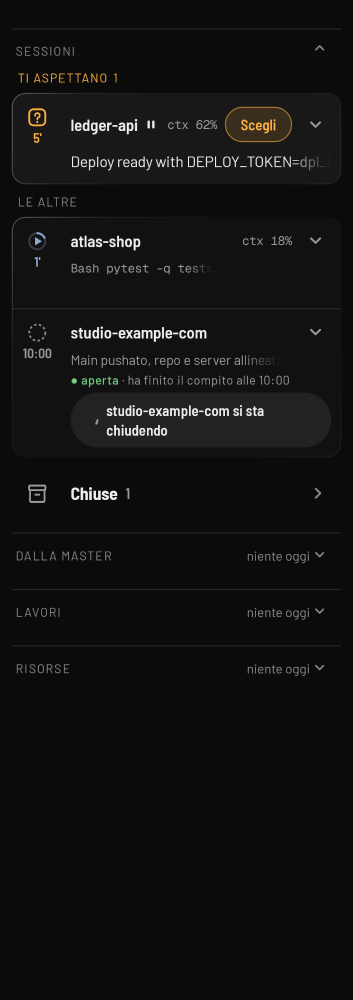 SESSIONI
TI ASPETTANO 1
ledger-api ctx 62% Scegli
5'
Deploy ready with DEPLOY_TOKEN=dpl_
LE ALTRE
atlas-shop ctx 18%
1'
Bash pytest -q tests
studio-example-com
10:00
Main pushato, repo e server allineat
● aperta · ha finito il compito alle 10:00
studio-example-com si sta
chiudendo
Chiuse 1
DALLA MASTER niente oggi
LAVORI niente oggi
RISORSE niente oggi